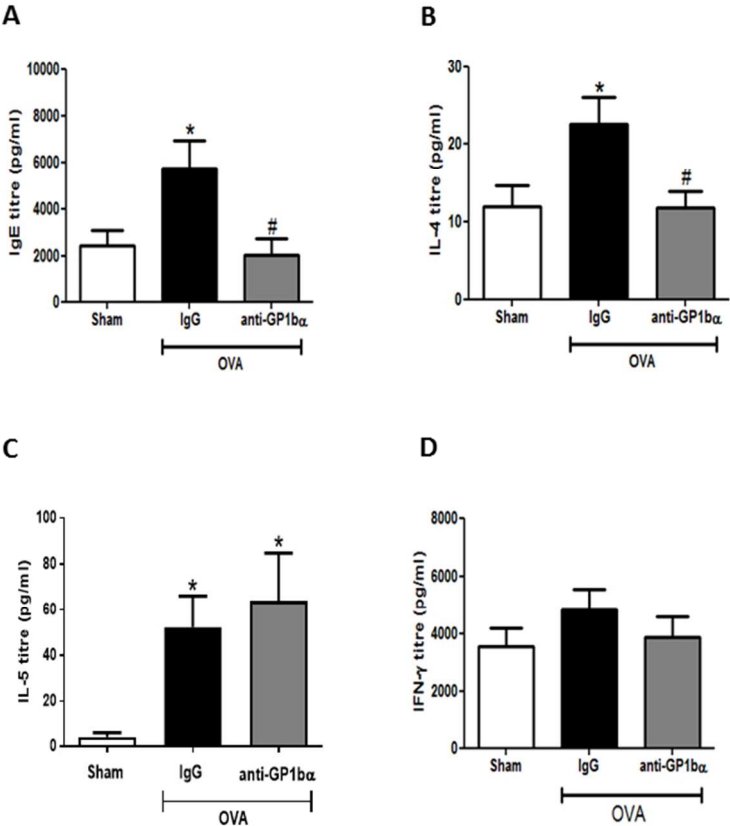 A
IgE titre (pg/ml)
10000
8000
6000
4000
2000
0
*
#
Sham
IgG
anti-GP1bα
OVA
B
IL-4 titre (pg/ml)
30
20
10
0
*
#
Sham
IgG
anti-GP1bα
OVA
C
IL-5 titre (pg/ml)
100
80
60
40
20
0
*
*
Sham
IgG
anti-GP1bα
OVA
D
IFN-γ titre (pg/ml)
8000
6000
4000
2000
0
Sham
IgG
anti-GP1bα
OVA